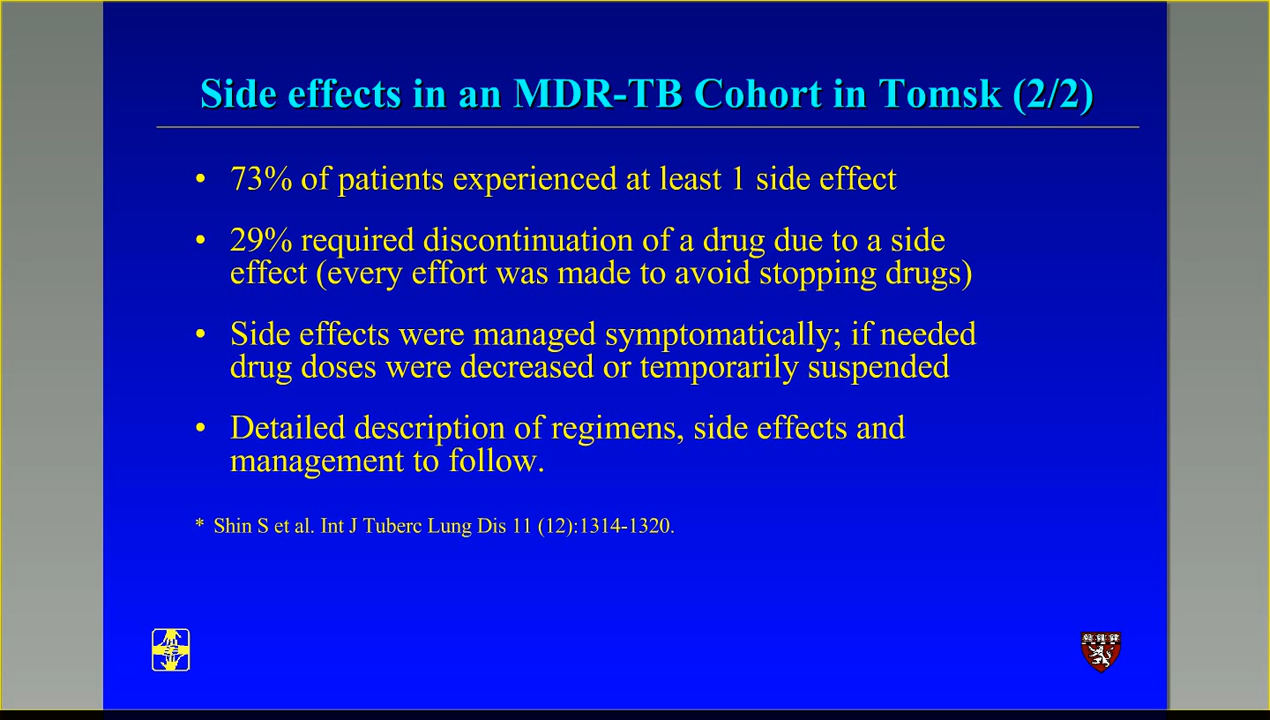 Side effects in an MDR-TB Cohort in Tomsk (2/2)
• 73% of patients experienced at least 1 side effect
• 29% required discontinuation of a drug due to a side
effect (every effort was made to avoid stopping drugs)
• Side effects were managed symptomatically; if needed
drug doses were decreased or temporarily suspended
• Detailed description of regimens, side effects and
management to follow.
* Shin S et al. Int J Tuberc Lung Dis 11 (12):1314-1320.